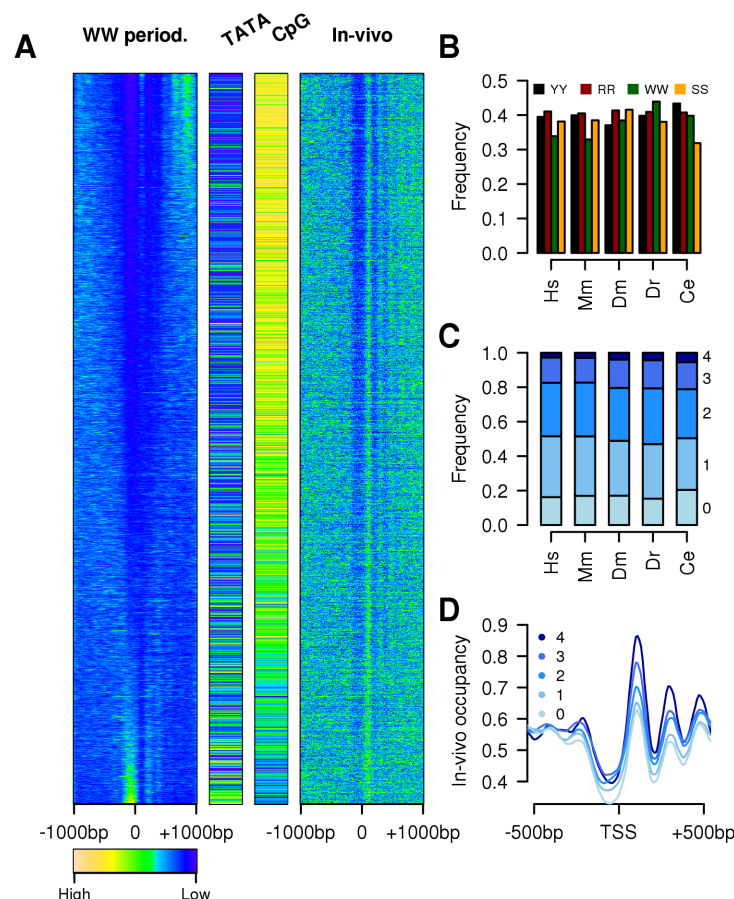 A
WW period.
TATA
CpG
In-vivo
-1000bp 0 +1000bp
-1000bp 0 +1000bp
High Low
B
Frequency
0.5
0.4
0.3
0.2
0.1
0.0
YY RR WW SS
Hs Mm Dm Dr Ce
C
Frequency
1.0
0.8
0.6
0.4
0.2
0.0
4
3
2
1
0
Hs Mm Dm Dr Ce
D
In-vivo occupancy
0.9
0.8
0.7
0.6
0.5
0.4
4
3
2
1
0
-500bp TSS +500bp